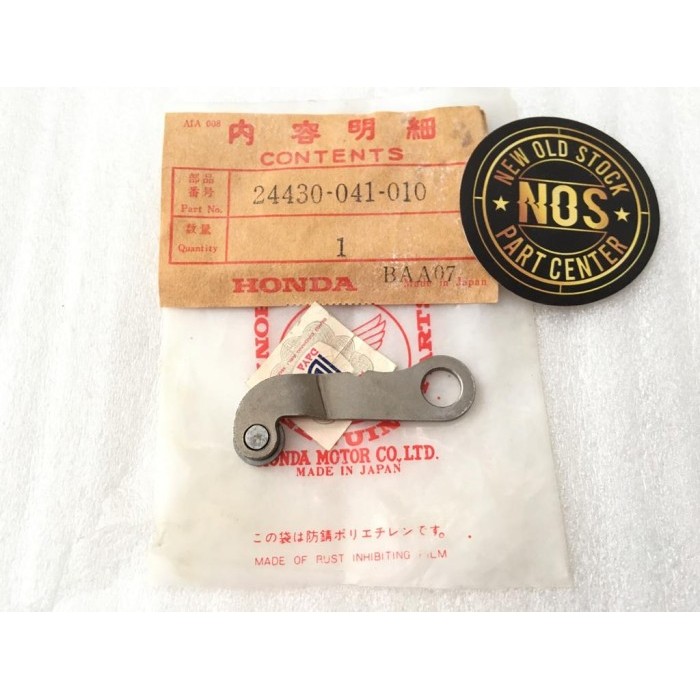 AIA 008
内容明細
CONTENTS
部品
番号
Part No.
24430-041-010
数量
Quantity
1
BAA07
HONDA
Made in Japan
NEW OLD STOCK
NOS
PART CENTER
DAYA
HONDA MOTOR CO., LTD.
MADE IN JAPAN
この袋は防錆ポリエチレンです。
MADE OF RUST INHIBITING FILM